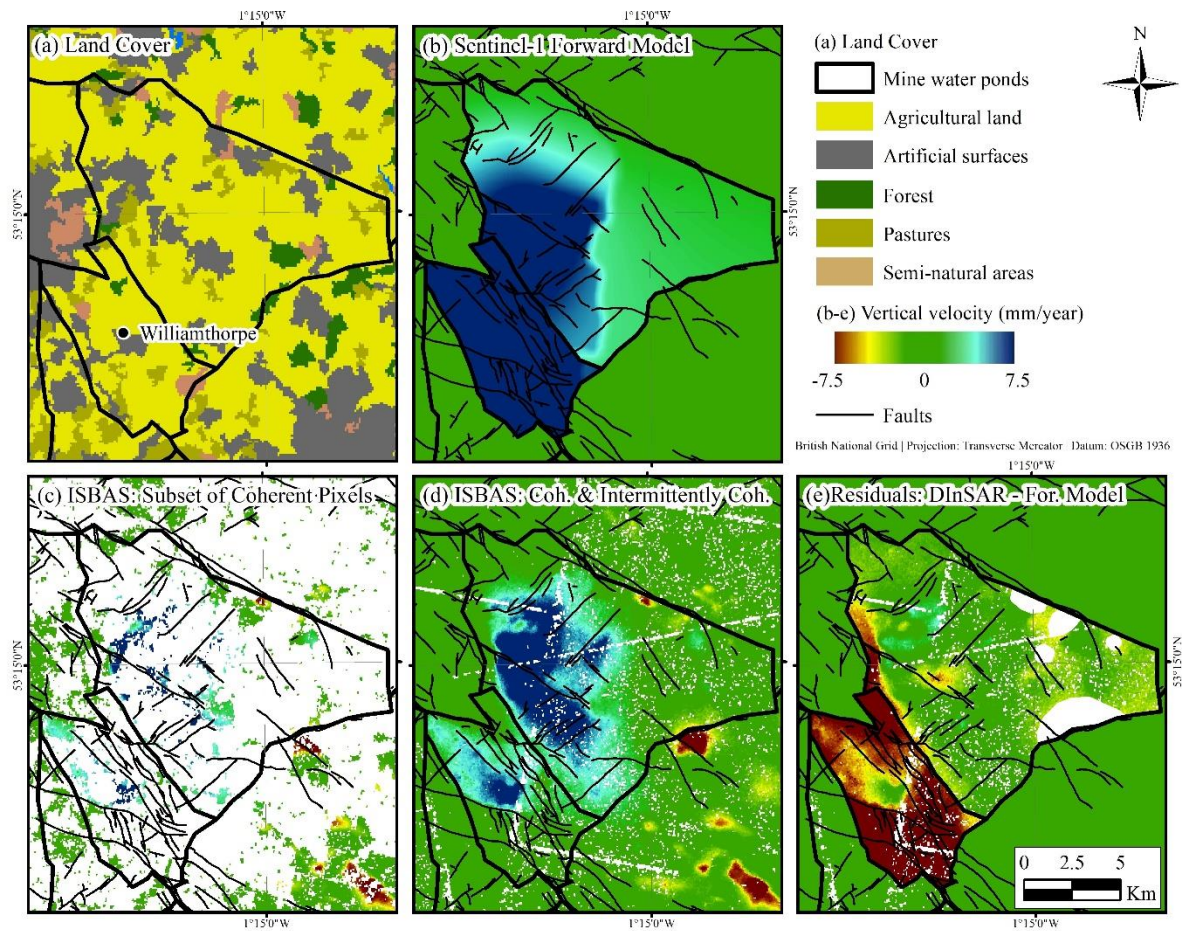 1°15'0"W
1°15'0"W
(a) Land Cover
(b) Sentinel-1 Forward Model
(a) Land Cover
N
Mine water ponds
Agricultural land
Artificial surfaces
Forest
Pastures
Semi-natural areas
53°15'0"N
53°15'0"N
Williamthorpe
(b-e) Vertical velocity (mm/year)
-7.5
0
7.5
Faults
British National Grid | Projection: Transverse Mercator Datum: OSGB 1936
1°15'0"W
(c) ISBAS: Subset of Coherent Pixels
(d) ISBAS: Coh. & Intermittently Coh.
(e)Residuals: DInSAR - For. Model
53°15'0"N
53°15'0"N
0
2.5
5
Km
1°15'0"W
1°15'0"W
1°15'0"W